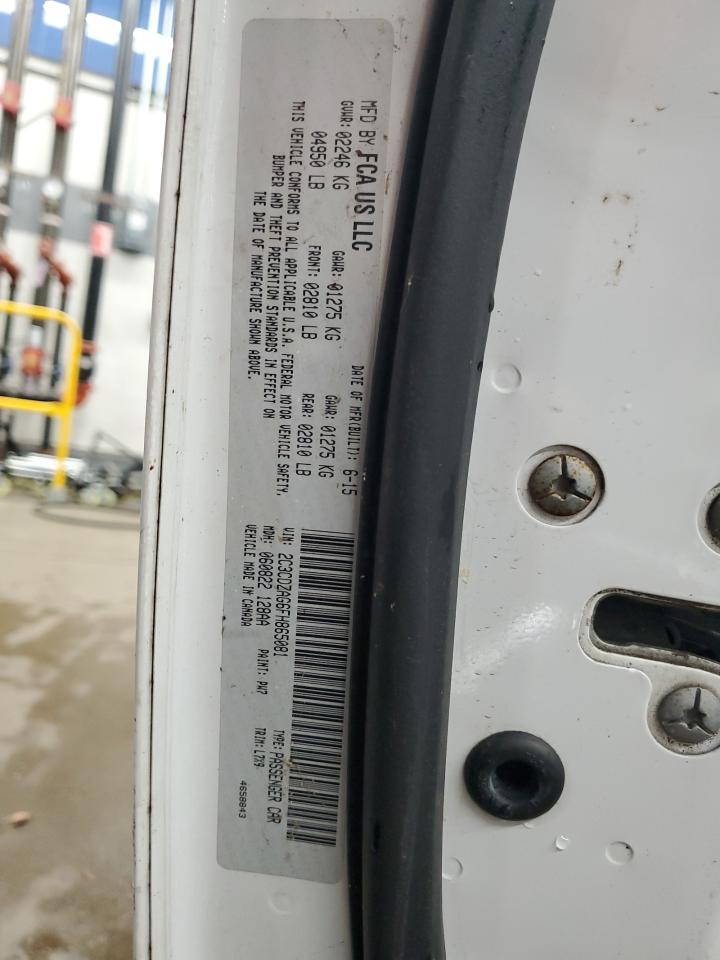 MFD BY FCA US LLC
DATE OF MFR(BUILT): 6-15
GVWR: 02246 KG
GAWR: 01275 KG
GAWR: 01275 KG
04950 LB
FRONT: 02810 LB
REAR: 02810 LB
THIS VEHICLE CONFORMS TO ALL APPLICABLE U.S.A. FEDERAL MOTOR VEHICLE SAFETY,
BUMPER AND THEFT PREVENTION STANDARDS IN EFFECT ON
THE DATE OF MANUFACTURE SHOWN ABOVE.
VIN: 2C3CDZAG6FH865081
TYPE: PASSENGER CAR
MDH: 060822 128AA
PAINT: PW7
TRIM: L7X9
VEHICLE MADE IN CANADA
4658843